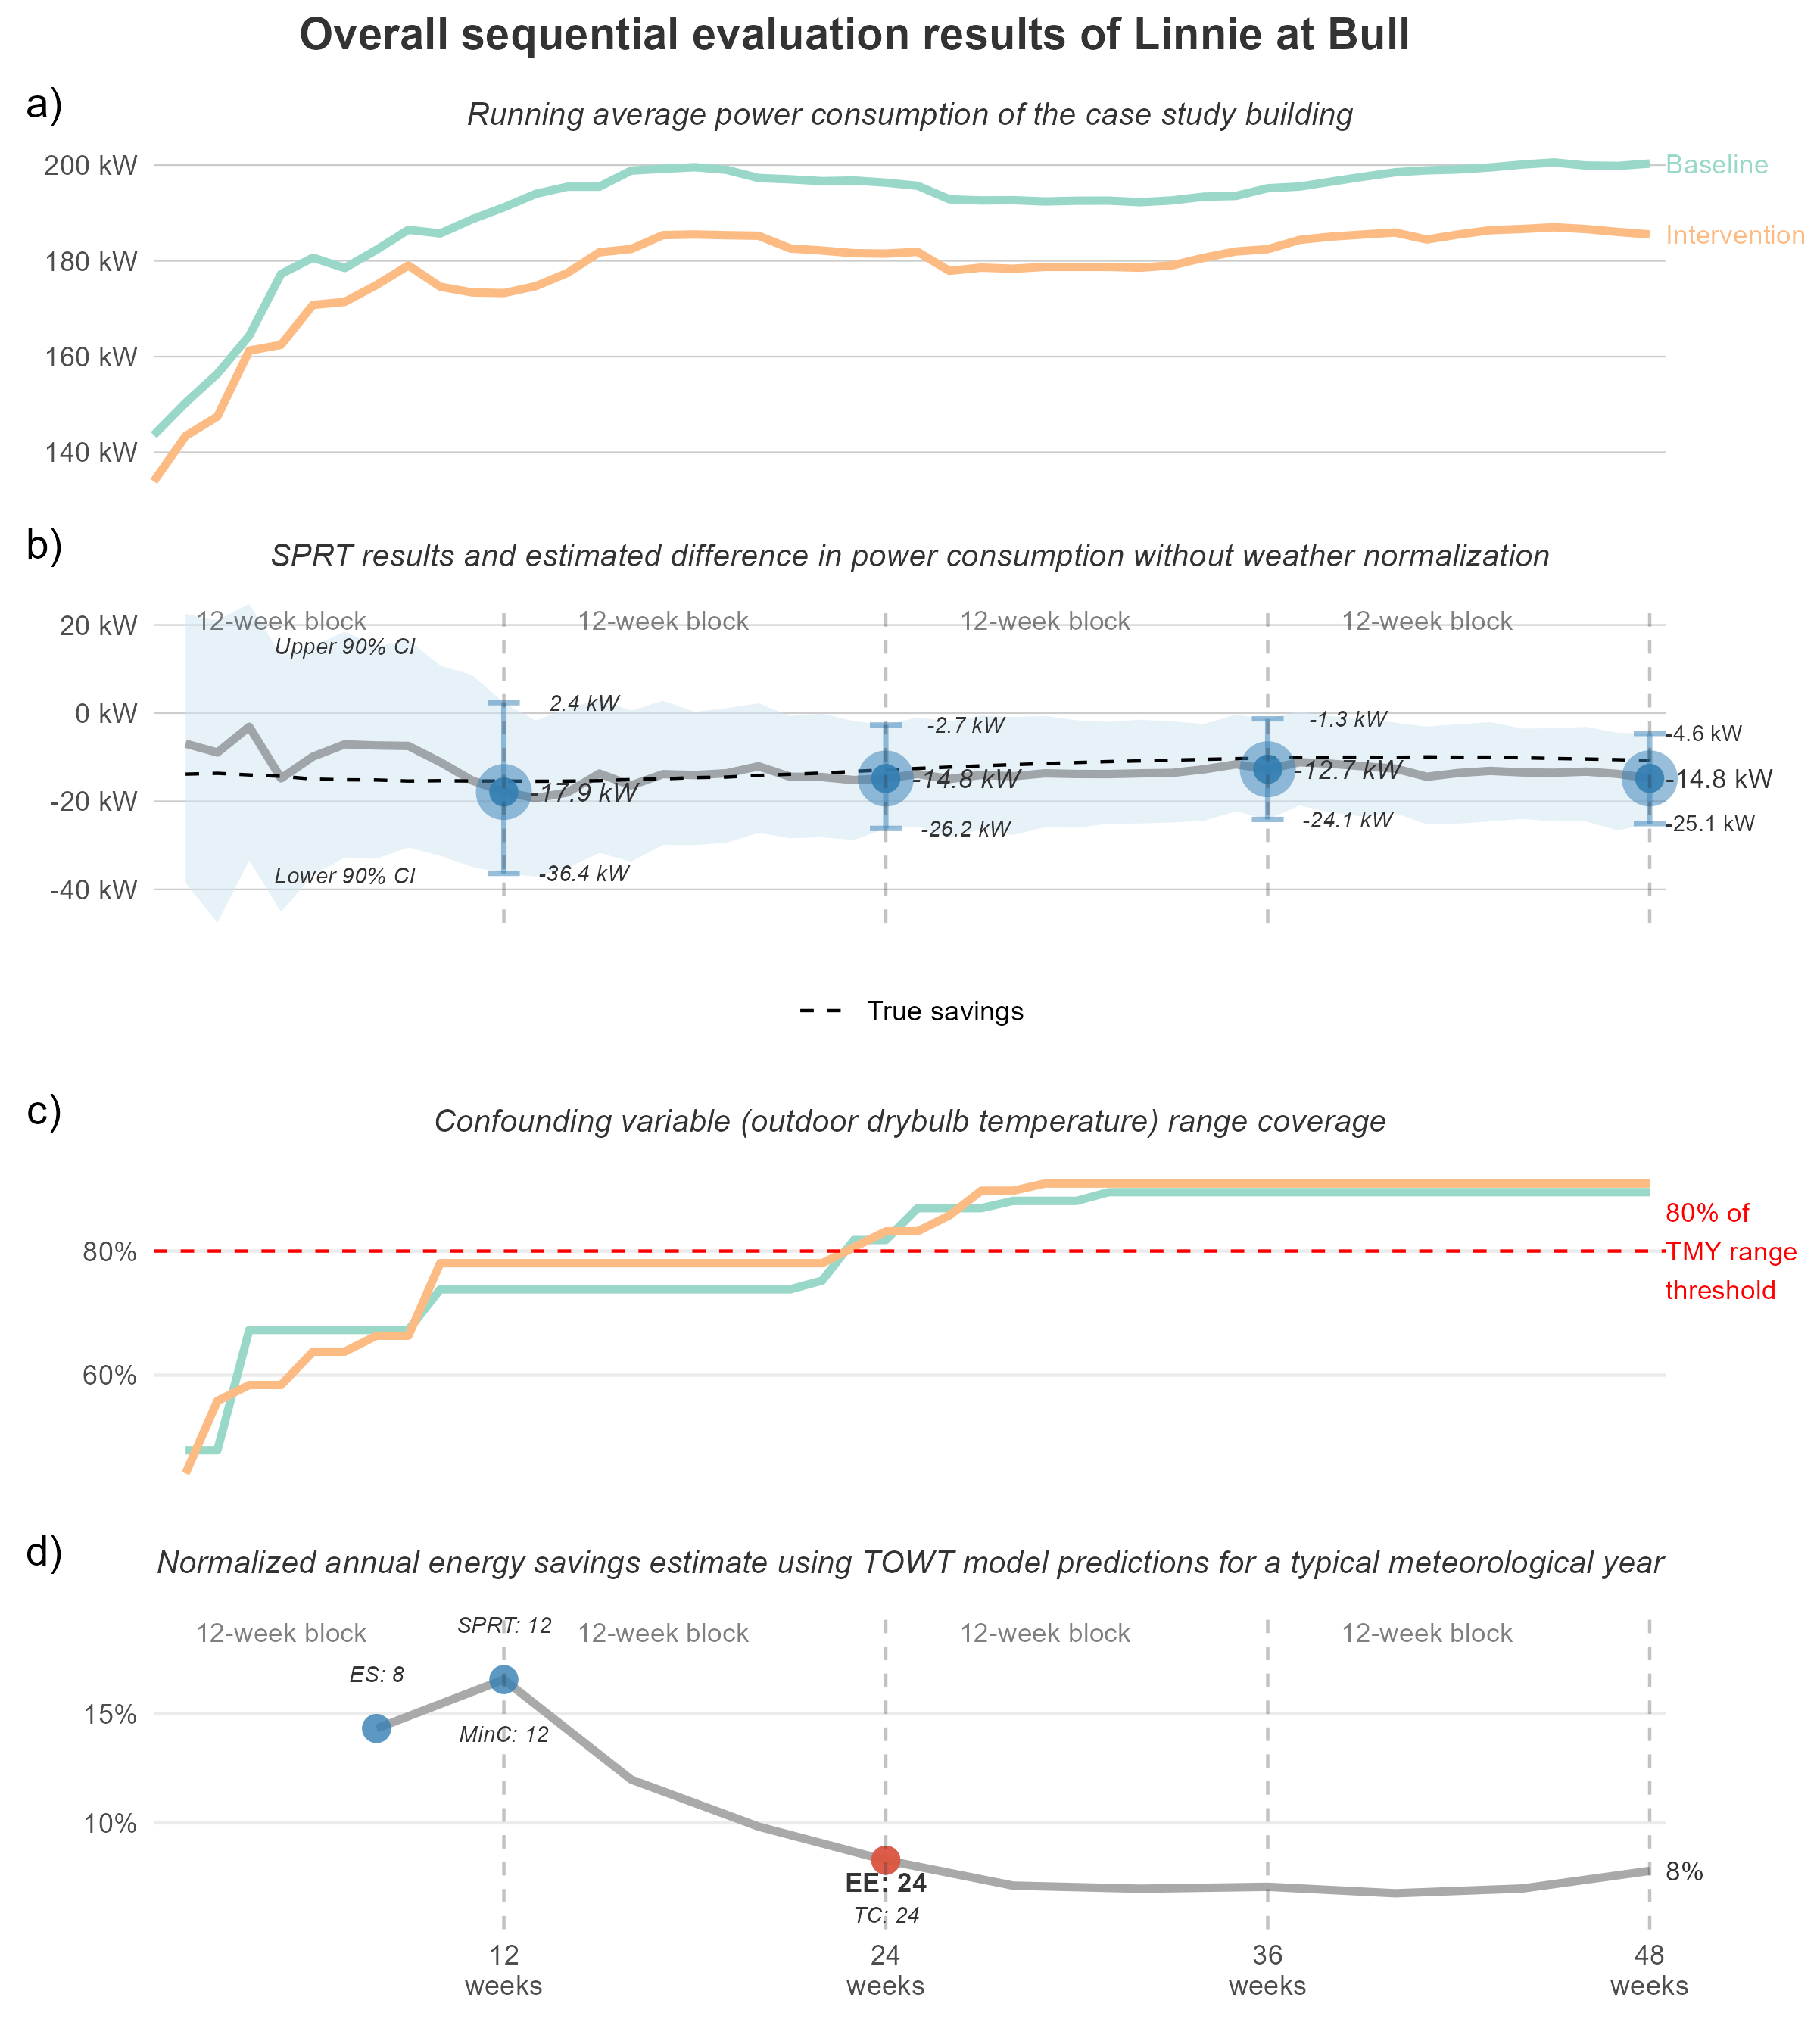 Overall sequential evaluation results of Linnie at Bull
a)
Running average power consumption of the case study building
200 kW
180 kW
160 kW
140 kW
Baseline
Intervention
b)
SPRT results and estimated difference in power consumption without weather normalization
12-week block
12-week block
12-week block
12-week block
20 kW
0 kW
-20 kW
-40 kW
Upper 90% CI
Lower 90% CI
2.4 kW
-17.9 kW
-36.4 kW
-2.7 kW
-14.8 kW
-26.2 kW
-1.3 kW
-12.7 kW
-24.1 kW
-4.6 kW
-14.8 kW
-25.1 kW
True savings
c)
Confounding variable (outdoor drybulb temperature) range coverage
80%
60%
80% of
TMY range
threshold
d)
Normalized annual energy savings estimate using TOWT model predictions for a typical meteorological year
12-week block
12-week block
12-week block
12-week block
SPRT: 12
ES: 8
MinC: 12
15%
10%
EE: 24
TC: 24
8%
12
weeks
24
weeks
36
weeks
48
weeks